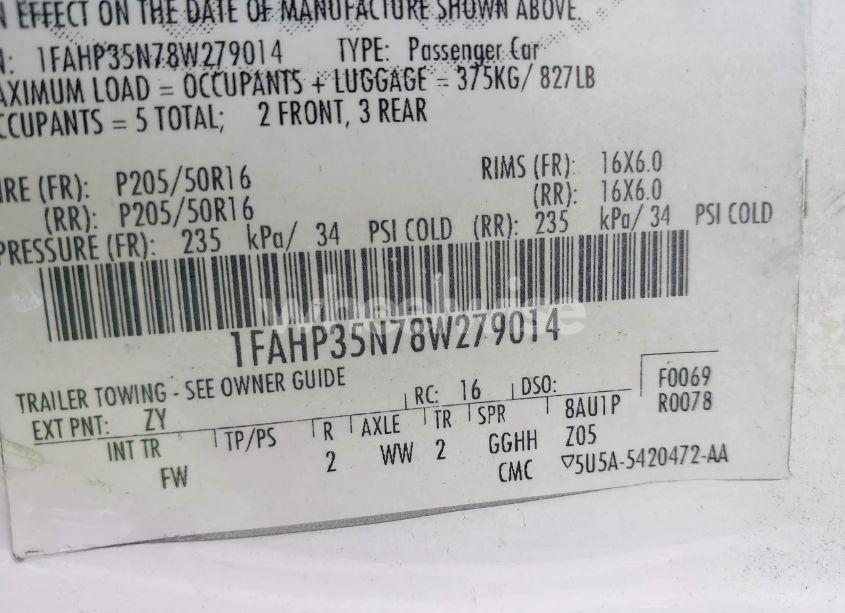 N EFFECT ON THE DATE OF MANUFACTURE SHOWN ABOVE.
N: 1FAHP35N78W279014 TYPE: Passenger Car
AXIMUM LOAD = OCCUPANTS + LUGGAGE = 375KG/ 827LB
CCUPANTS = 5 TOTAL; 2 FRONT, 3 REAR
IRE (FR): P205/50R16 RIMS (FR): 16X6.0
(RR): P205/50R16 (RR): 16X6.0
PRESSURE (FR): 235 kPa/ 34 PSI COLD (RR): 235 kPa/ 34 PSI COLD
wheelwise
1FAHP35N78W279014
TRAILER TOWING - SEE OWNER GUIDE
EXT PNT: ZY RC: 16 DSO: F0069
INT TR TP/PS R AXLE TR SPR 8AU1P R0078
FW 2 WW 2 GGHH Z05
CMC ▽5U5A-5420472-AA